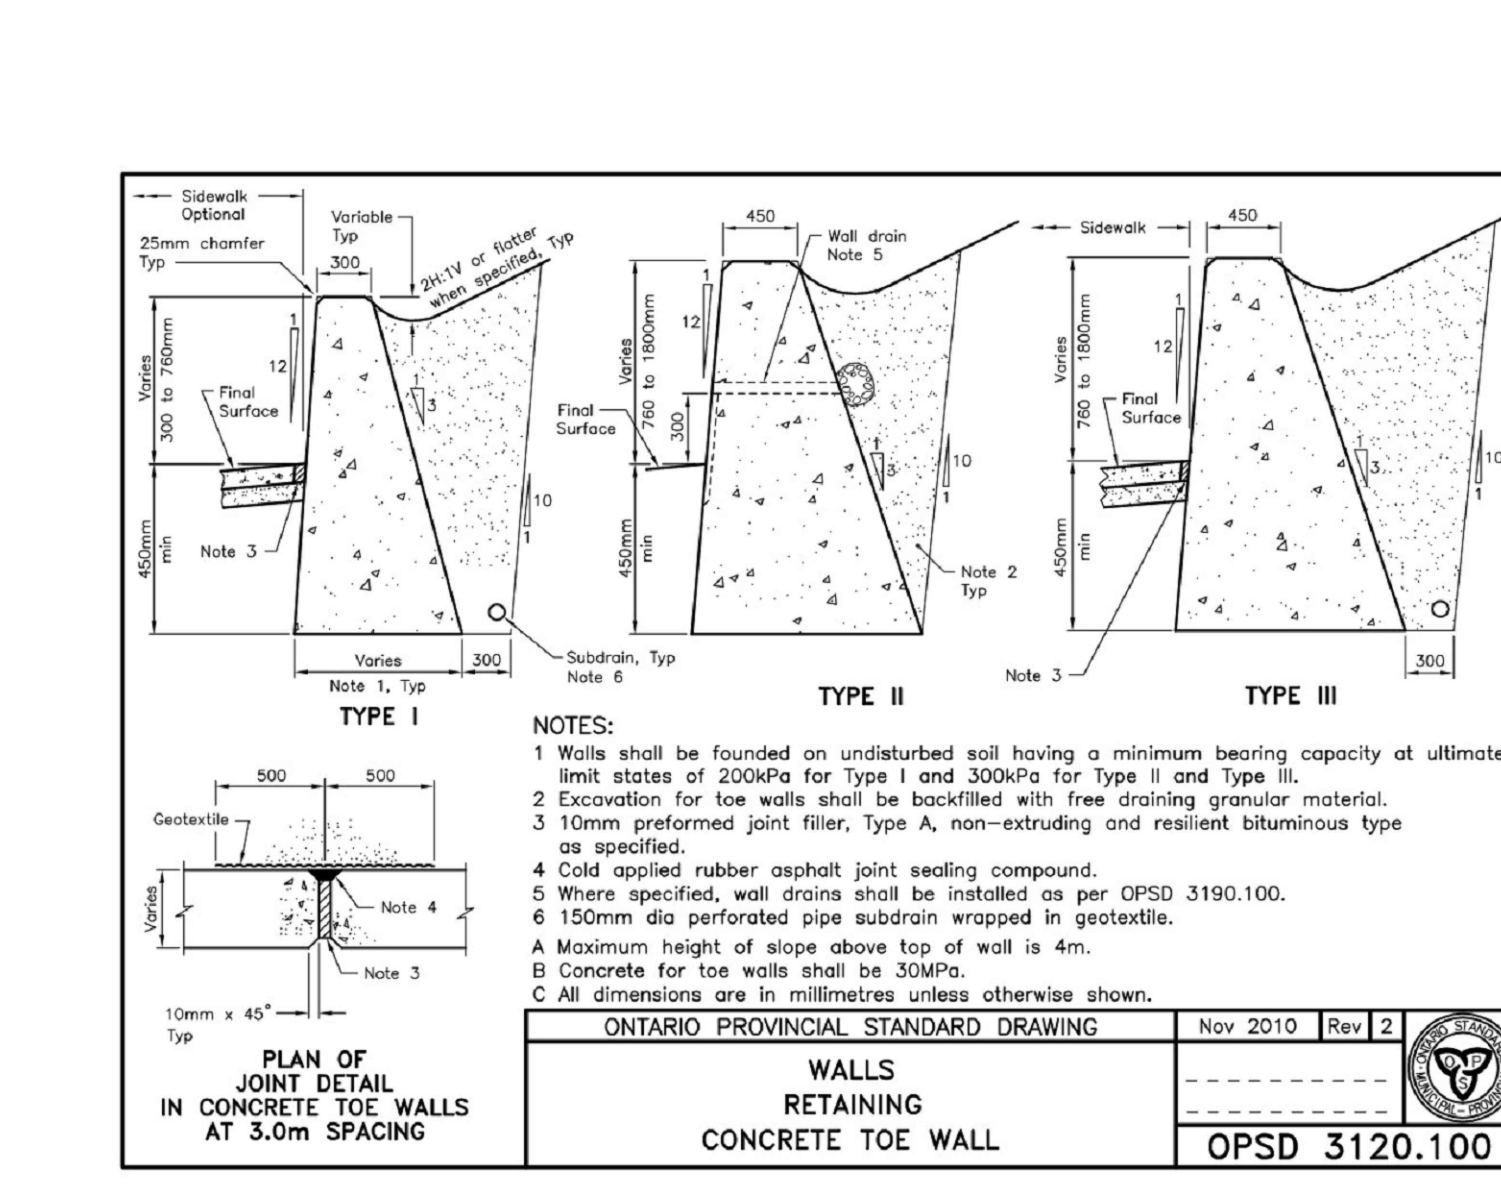 Sidewalk
Optional
25mm chamfer
Typ
Variable
Typ
300
2H:1V or flatter
when specified, Typ
1
12
Varies
300 to 760mm
Final
Surface
1
3
450mm
min
Note 3
10
1
Varies
300
Note 1, Typ
Subdrain, Typ
Note 6
TYPE I
450
Wall drain
Note 5
1
12
Varies
760 to 1800mm
300
Final
Surface
1
3
10
1
450mm
min
Note 2
Typ
TYPE II
Sidewalk
450
1
12
Varies
760 to 1800mm
Final
Surface
1
3
10
1
450mm
min
Note 3
300
TYPE III
500 500
Geotextile
Varies
Note 4
Note 3
10mm x 45°
Typ
PLAN OF
JOINT DETAIL
IN CONCRETE TOE WALLS
AT 3.0m SPACING
NOTES:
1 Walls shall be founded on undisturbed soil having a minimum bearing capacity at ultimate
limit states of 200kPa for Type I and 300kPa for Type II and Type III.
2 Excavation for toe walls shall be backfilled with free draining granular material.
3 10mm preformed joint filler, Type A, non-extruding and resilient bituminous type
as specified.
4 Cold applied rubber asphalt joint sealing compound.
5 Where specified, wall drains shall be installed as per OPSD 3190.100.
6 150mm dia perforated pipe subdrain wrapped in geotextile.
A Maximum height of slope above top of wall is 4m.
B Concrete for toe walls shall be 30MPa.
C All dimensions are in millimetres unless otherwise shown.
ONTARIO PROVINCIAL STANDARD DRAWING
Nov 2010 Rev 2
WALLS
RETAINING
CONCRETE TOE WALL
OPS
OPSD 3120.100